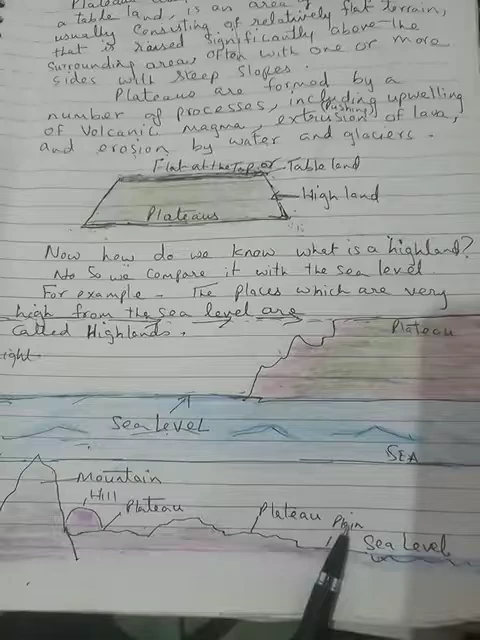 Plateau
a table land, is an area of
relatively flat terrain,
usually consisting of
that is raised significantly above the
surrounding area, often with one or more
sides with steep slopes.
Plateaus are formed by a
number of processes, including upwelling
(Pushing)
of volcanic magma, extrusion of lava,
and erosion by water and glaciers.
Flat at the Top or Table land
High land
Plateaus
Now how do we know what is a highland?
So we compare it with the sea level
For example - The places which are very
high from the sea level are
called Highlands.
Plateau
ight
Sea Level
SEA
Mountain
Hill
Plateau
Plateau
Plain
Sea Level